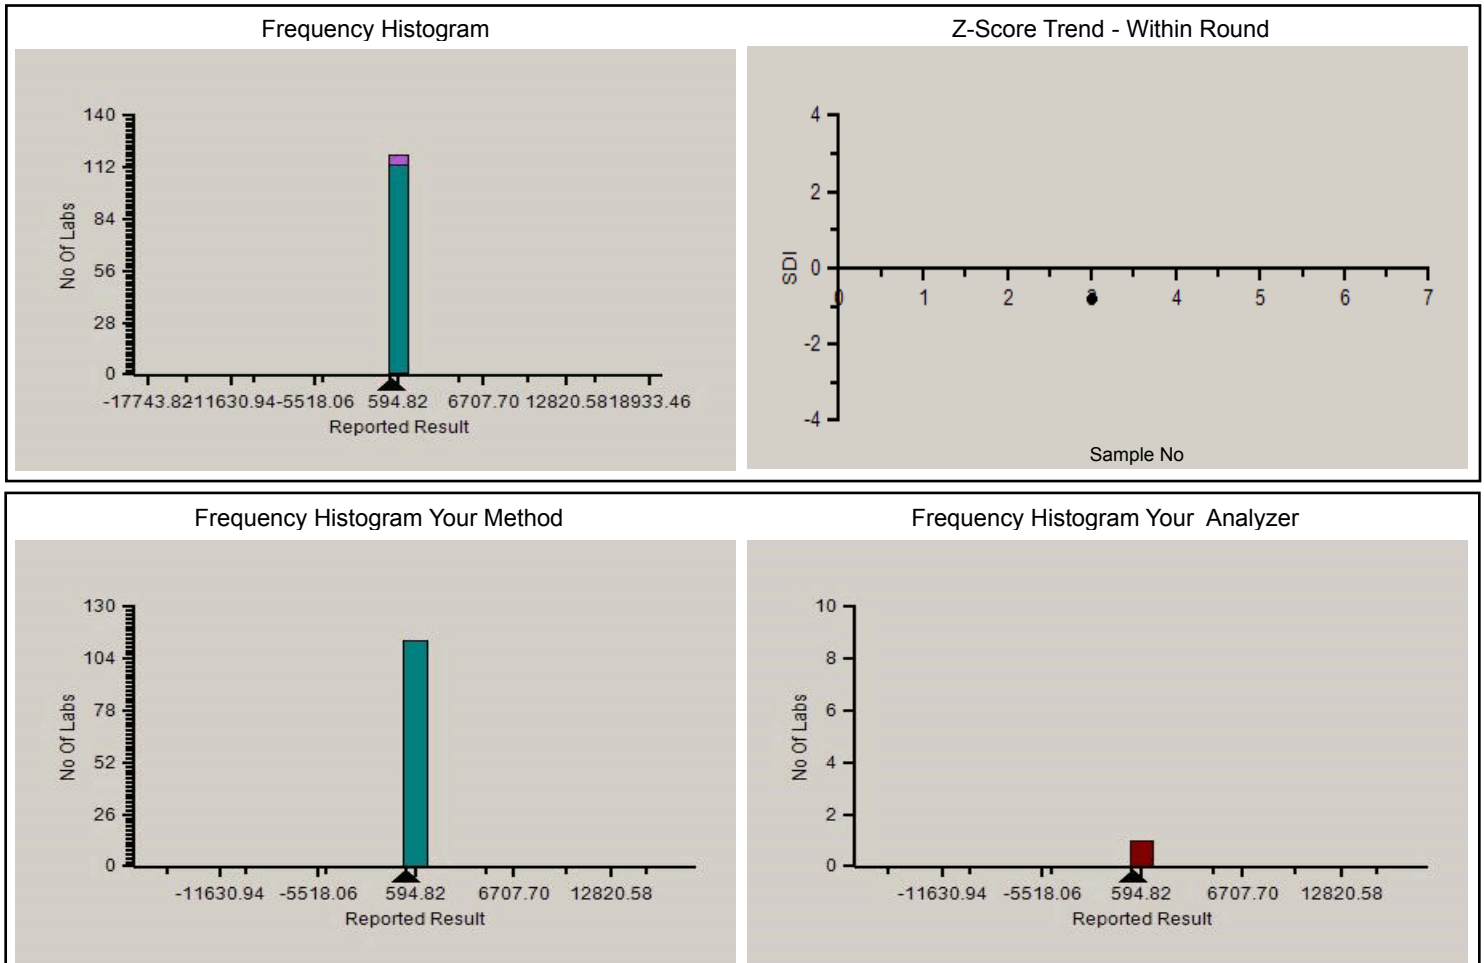 Frequency Histogram
140
112
84
56
28
0
No Of Labs
-17743.82 -11630.94 -5518.06 594.82 6707.70 12820.58 18933.46
Reported Result
Z-Score Trend - Within Round
4
2
0
-2
-4
SDI
0 1 2 3 4 5 6 7
Sample No
Frequency Histogram Your Method
130
104
78
52
26
0
No Of Labs
-11630.94 -5518.06 594.82 6707.70 12820.58
Reported Result
Frequency Histogram Your Analyzer
10
8
6
4
2
0
No Of Labs
-11630.94 -5518.06 594.82 6707.70 12820.58
Reported Result